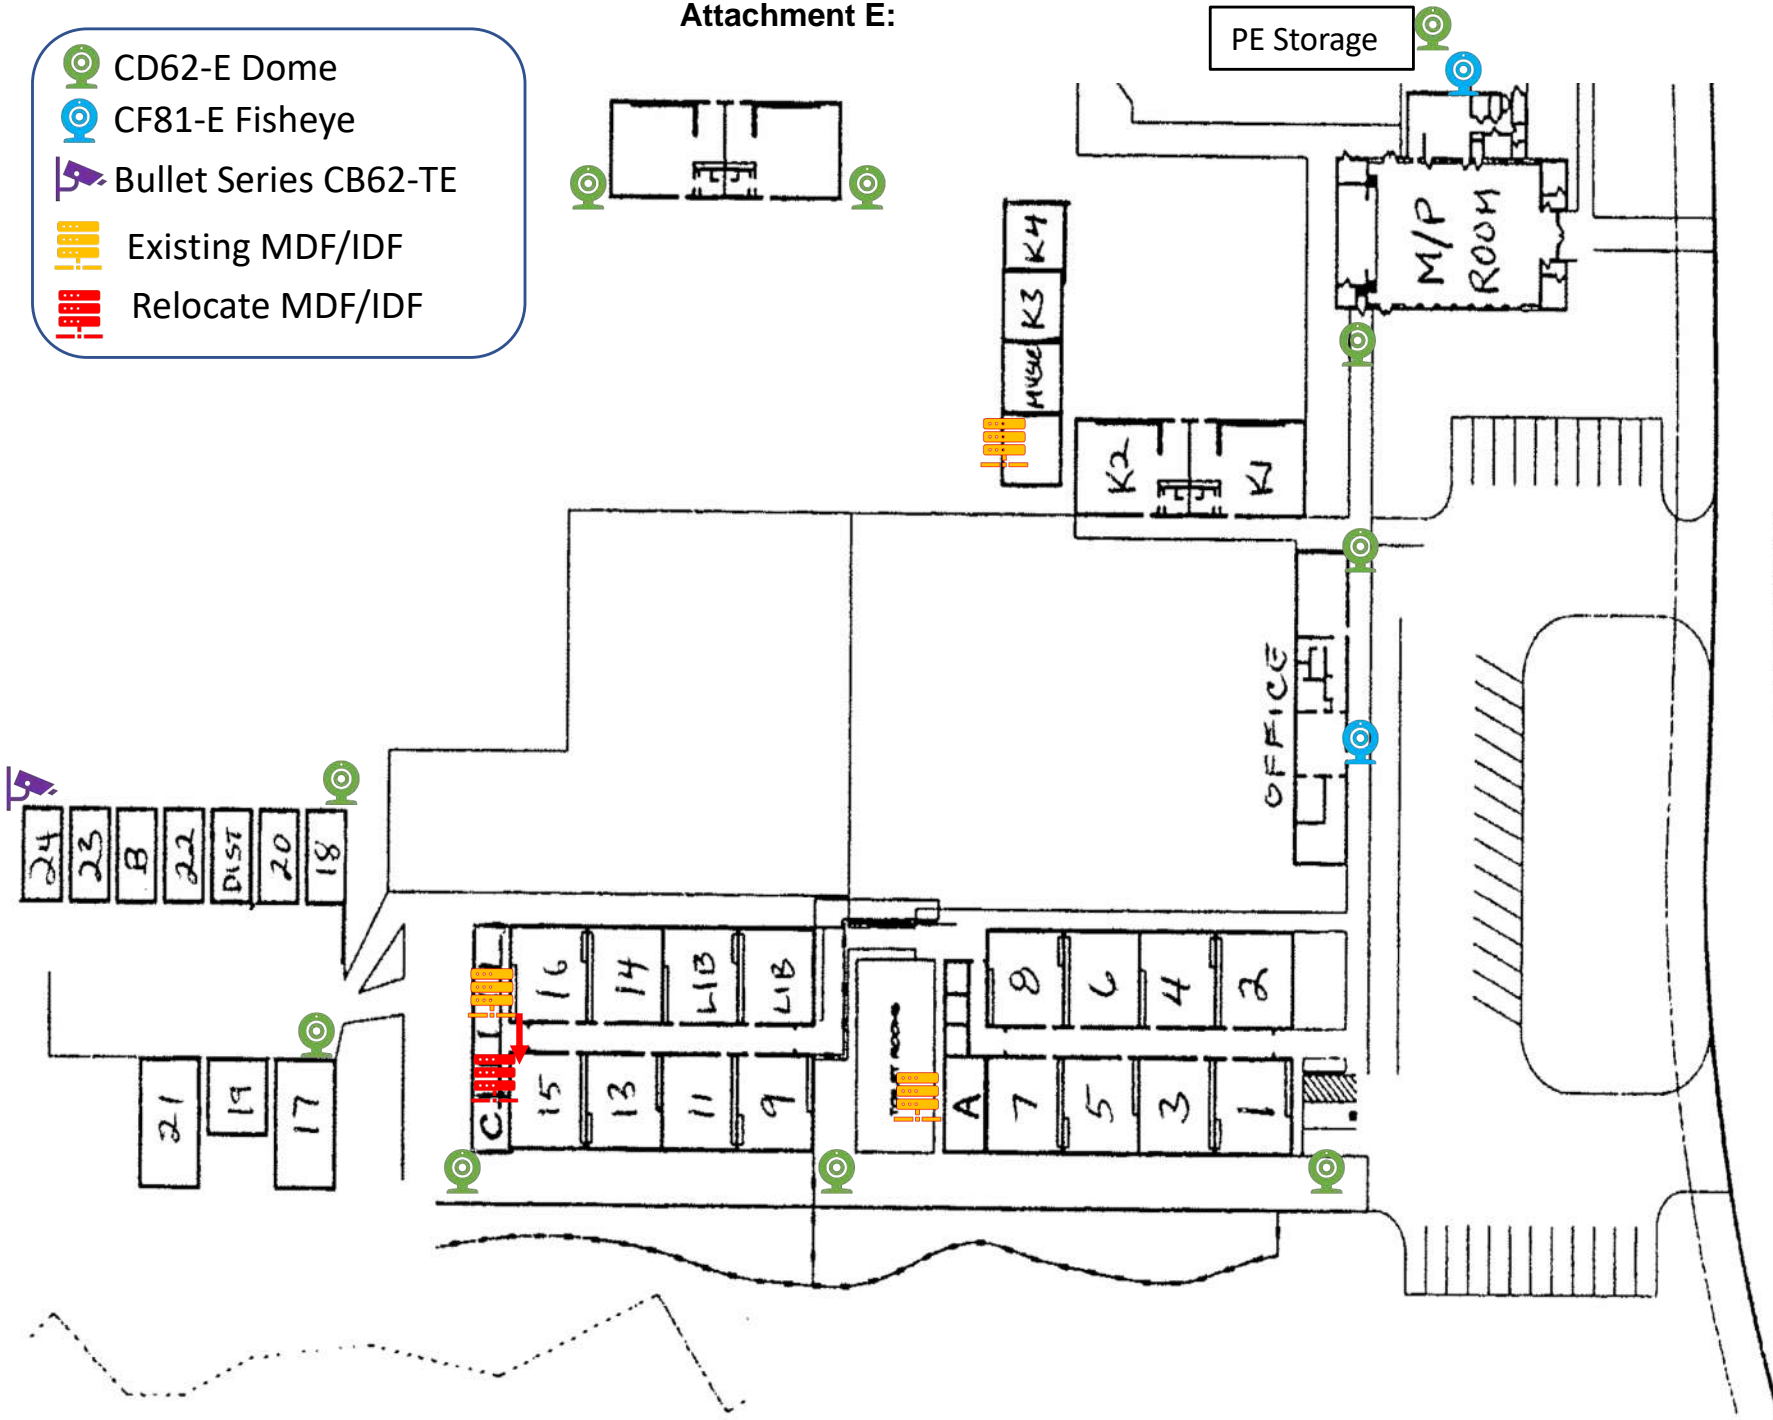 Attachment E:
PE Storage
CD62-E Dome
CF81-E Fisheye
Bullet Series CB62-TE
Existing MDF/IDF
Relocate MDF/IDF
M/P
ROOM
K4
K3
MUSIC
K2
K1
OFFICE
24
23
B
22
DIST
20
18
16
14
LIB
LIB
8
6
4
2
TOILET ROOMS
21
19
17
C
15
13
11
9
A
7
5
3
1